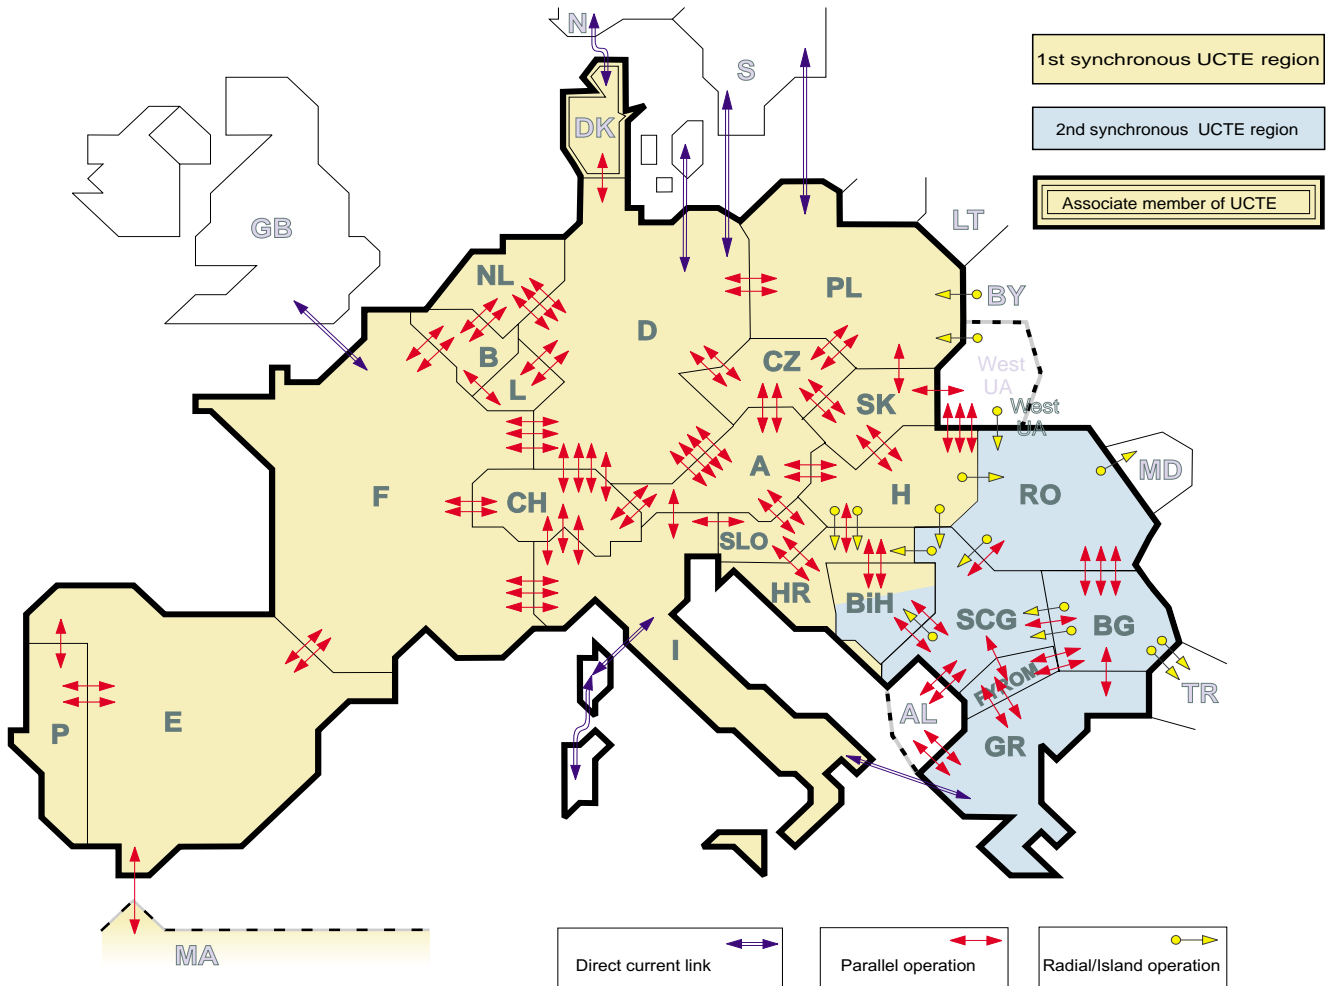 N
S
1st synchronous UCTE region
DK
2nd synchronous UCTE region
Associate member of UCTE
GB
LT
NL
PL
BY
D
B
CZ
West
UA
L
SK
West
UA
A
MD
F
CH
H
RO
SLO
HR
BiH
SCG
BG
I
FYROM
TR
P
E
AL
GR
MA
Direct current link
Parallel operation
Radial/Island operation